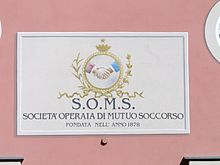 S.O.M.S.
SOCIETA' OPERAIA DI MUTUO SOCCORSO
FONDATA NELL' ANNO 1878